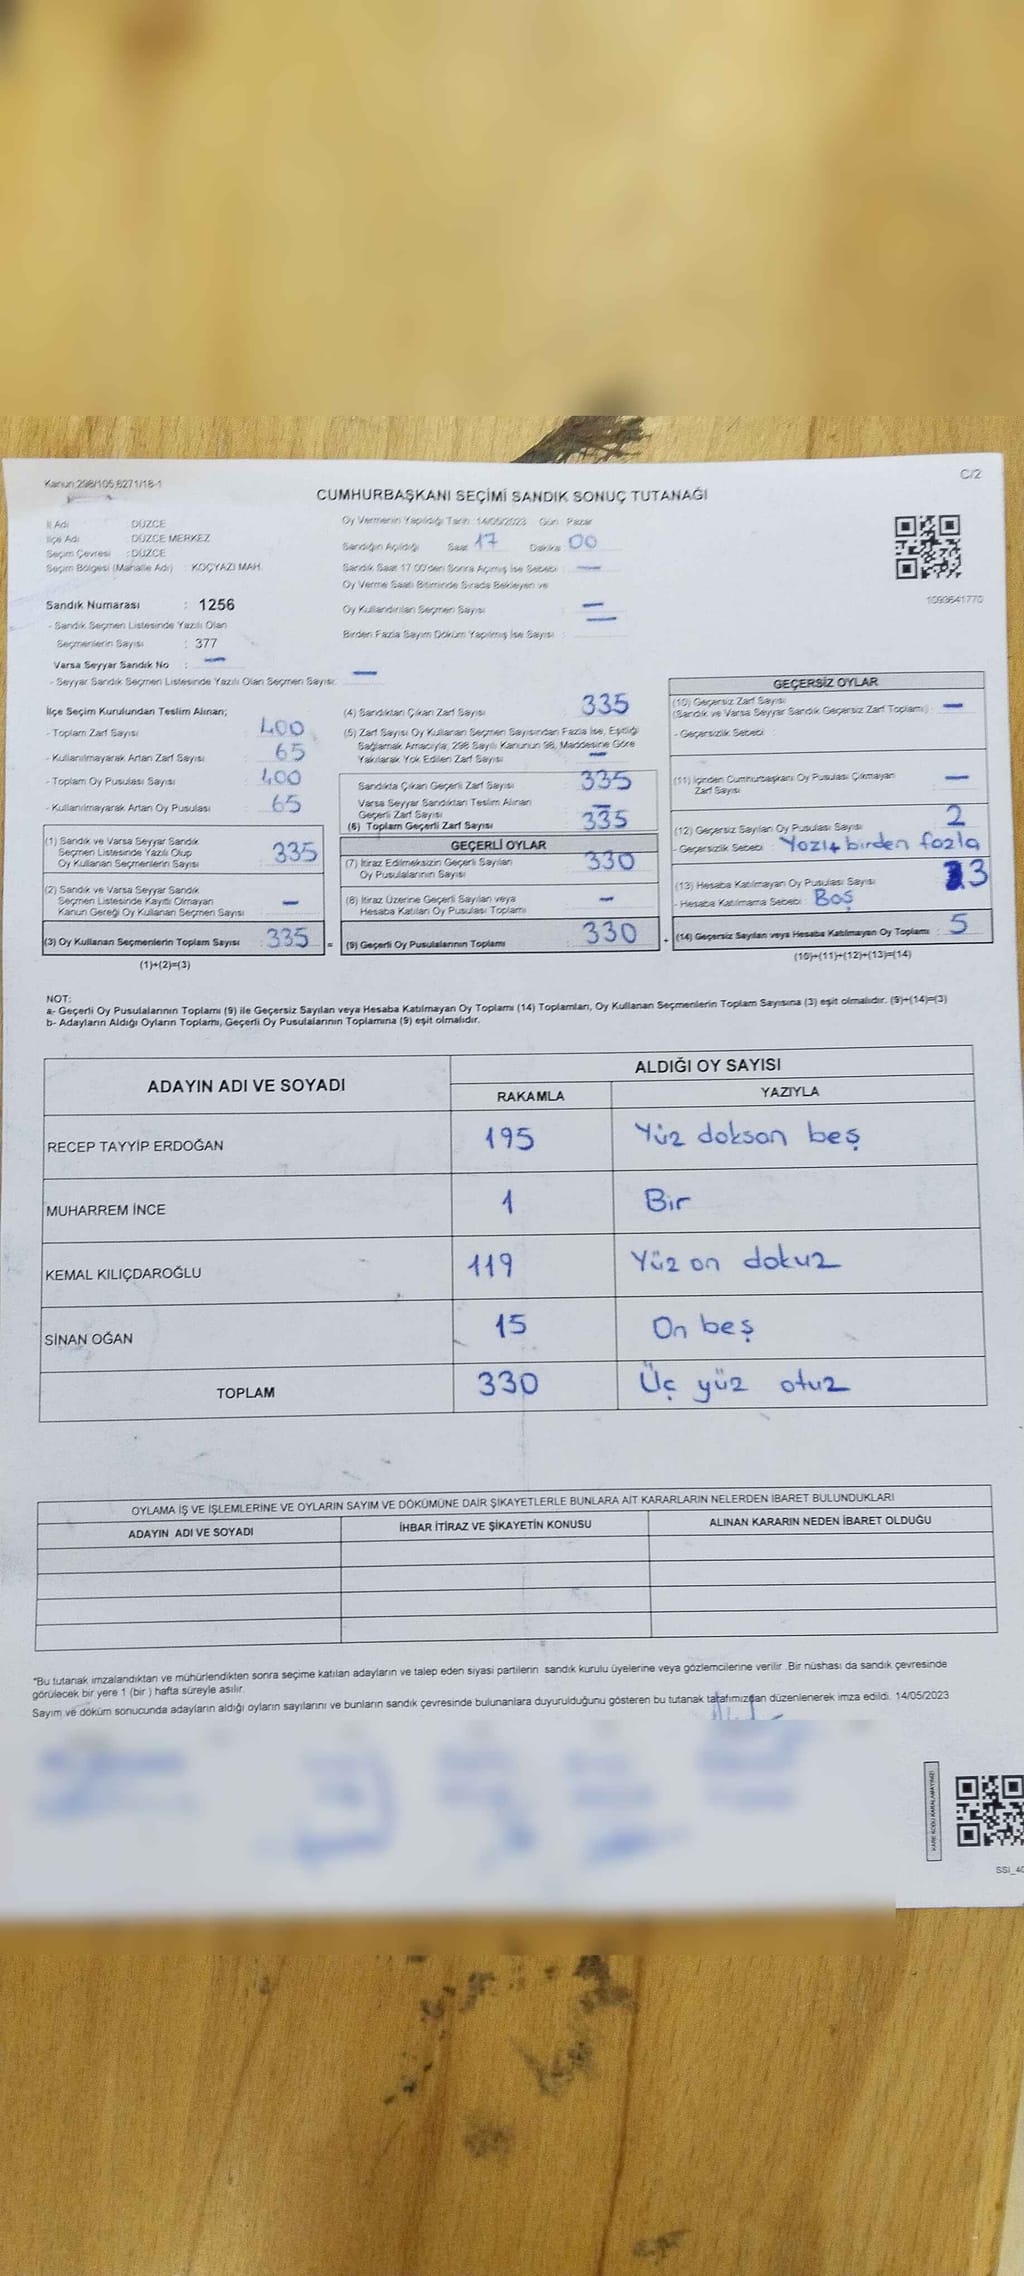 Kanun;298/105,6271/18-1
C/2
CUMHURBAŞKANI SEÇİMİ SANDIK SONUÇ TUTANAĞI
İl Adı : DÜZCE
İlçe Adı : DÜZCE MERKEZ
Seçim Çevresi : DÜZCE
Seçim Bölgesi (Mahalle Adı) : KOÇYAZI MAH.
Oy Vermenin Yapıldığı Tarih: 14/05/2023 Gün: Pazar
Sandığın Açıldığı Saat 17 Dakika: 00
Sandık Saat 17.00'den Sonra Açılmış İse Sebebi : —
Oy Verme Saati Bitiminde Sırada Bekleyen ve
Oy Kullandırılan Seçmen Sayısı : —
Birden Fazla Sayım Döküm Yapılmış İse Sayısı : —
1093641770
Sandık Numarası : 1256
- Sandık Seçmen Listesinde Yazılı Olan
Seçmenlerin Sayısı : 377
Varsa Seyyar Sandık No : —
- Seyyar Sandık Seçmen Listesinde Yazılı Olan Seçmen Sayısı: —
İlçe Seçim Kurulundan Teslim Alınan;
- Toplam Zarf Sayısı : 400
- Kullanılmayarak Artan Zarf Sayısı : 65
- Toplam Oy Pusulası Sayısı : 400
- Kullanılmayarak Artan Oy Pusulası : 65
(1) Sandık ve Varsa Seyyar Sandık
Seçmen Listesinde Yazılı Olup
Oy Kullanan Seçmenlerin Sayısı : 335
(2) Sandık ve Varsa Seyyar Sandık
Seçmen Listesinde Kayıtlı Olmayan
Kanun Gereği Oy Kullanan Seçmen Sayısı : —
(3) Oy Kullanan Seçmenlerin Toplam Sayısı : 335
(1)+(2)=(3)
(4) Sandıktan Çıkan Zarf Sayısı : 335
(5) Zarf Sayısı Oy Kullanan Seçmen Sayısından Fazla İse, Eşitliği
Sağlamak Amacıyla; 298 Sayılı Kanunun 98. Maddesine Göre
Yakılarak Yok Edilen Zarf Sayısı : —
Sandıkta Çıkan Geçerli Zarf Sayısı : 335
Varsa Seyyar Sandıktan Teslim Alınan
Geçerli Zarf Sayısı : —
(6) Toplam Geçerli Zarf Sayısı : 335
GEÇERLİ OYLAR
(7) İtiraz Edilmeksizin Geçerli Sayılan
Oy Pusulalarının Sayısı : 330
(8) İtiraz Üzerine Geçerli Sayılan veya
Hesaba Katılan Oy Pusulası Toplamı : —
= (9) Geçerli Oy Pusulalarının Toplamı : 330
GEÇERSİZ OYLAR
(10) Geçersiz Zarf Sayısı
(Sandık ve Varsa Seyyar Sandık Geçersiz Zarf Toplamı) : —
- Geçersizlik Sebebi :
(11) İçinden Cumhurbaşkanı Oy Pusulası Çıkmayan
Zarf Sayısı : —
(12) Geçersiz Sayılan Oy Pusulası Sayısı : 2
- Geçersizlik Sebebi : Yazı+birden fazla
(13) Hesaba Katılmayan Oy Pusulası Sayısı : 3
- Hesaba Katılmama Sebebi : Boş
+ (14) Geçersiz Sayılan veya Hesaba Katılmayan Oy Toplamı : 5
(10)+(11)+(12)+(13)=(14)
NOT:
a- Geçerli Oy Pusulalarının Toplamı (9) ile Geçersiz Sayılan veya Hesaba Katılmayan Oy Toplamı (14) Toplamları, Oy Kullanan Seçmenlerin Toplam Sayısına (3) eşit olmalıdır. (9)+(14)=(3)
b- Adayların Aldığı Oyların Toplamı, Geçerli Oy Pusulalarının Toplamına (9) eşit olmalıdır.
ADAYIN ADI VE SOYADI
ALDIĞI OY SAYISI
RAKAMLA YAZIYLA
RECEP TAYYİP ERDOĞAN 195 Yüz doksan beş
MUHARREM İNCE 1 Bir
KEMAL KILIÇDAROĞLU 119 Yüz on dokuz
SİNAN OĞAN 15 On beş
TOPLAM 330 Üç yüz otuz
OYLAMA İŞ VE İŞLEMLERİNE VE OYLARIN SAYIM VE DÖKÜMÜNE DAİR ŞİKAYETLERLE BUNLARA AİT KARARLARIN NELERDEN İBARET BULUNDUKLARI
ADAYIN ADI VE SOYADI İHBAR İTİRAZ VE ŞİKAYETİN KONUSU ALINAN KARARIN NEDEN İBARET OLDUĞU
*Bu tutanak imzalandıktan ve mühürlendikten sonra seçime katılan adayların ve talep eden siyasi partilerin sandık kurulu üyelerine veya gözlemcilerine verilir .Bir nüshası da sandık çevresinde
görülecek bir yere 1 (bir ) hafta süreyle asılır.
Sayım ve döküm sonucunda adayların aldığı oyların sayılarını ve bunların sandık çevresinde bulunanlara duyurulduğunu gösteren bu tutanak tarafımızdan düzenlenerek imza edildi. 14/05/2023
KARE KODU KARALAMAYINIZ!